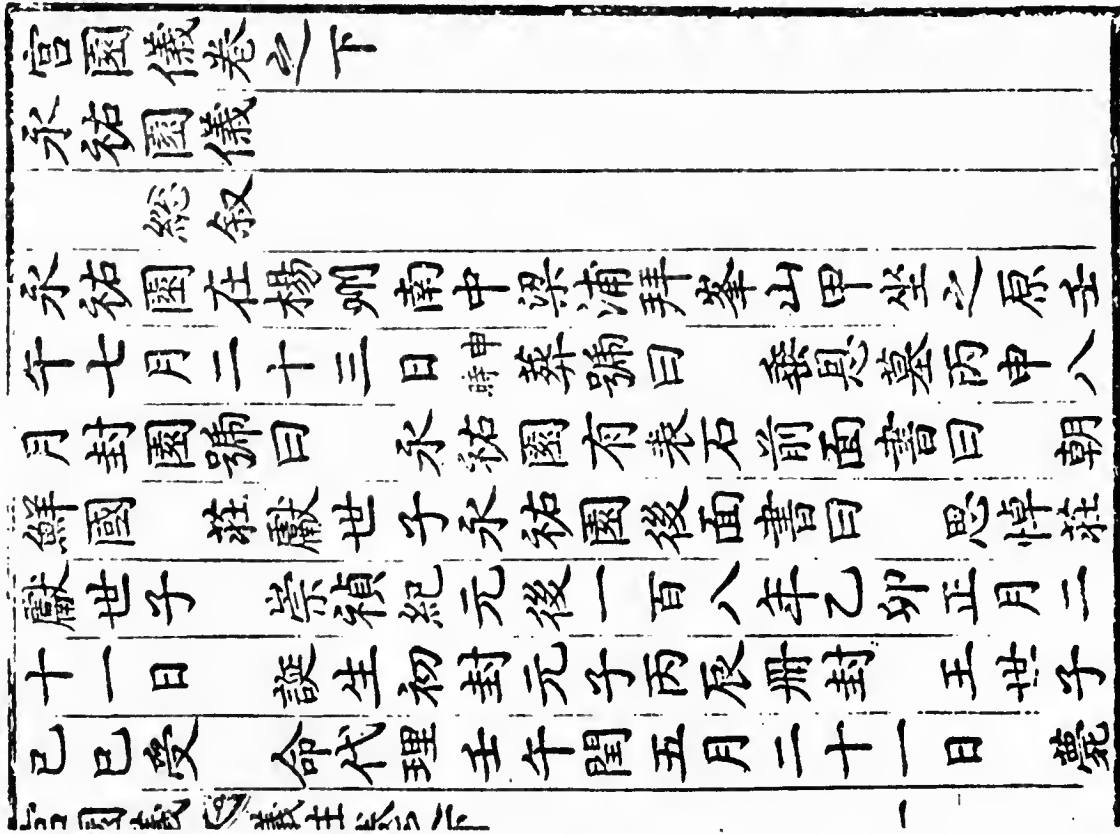 宮園儀卷之下
永祐園儀
総叙
永祐園在楊州南中梁浦拜峯山甲坐之原壬
午七月二十三日申時葬號曰 垂恩墓丙申八
月封園號曰 永祐園有表石前面書曰 朝
鮮國 莊獻世子永祐園後面書曰 思悼莊
獻世子 崇禎紀元後一百八年乙卯正月二
十一日 誕生初封元子丙辰冊封 王世子
己巳受 命代理壬午閏五月二十一日 薨
一